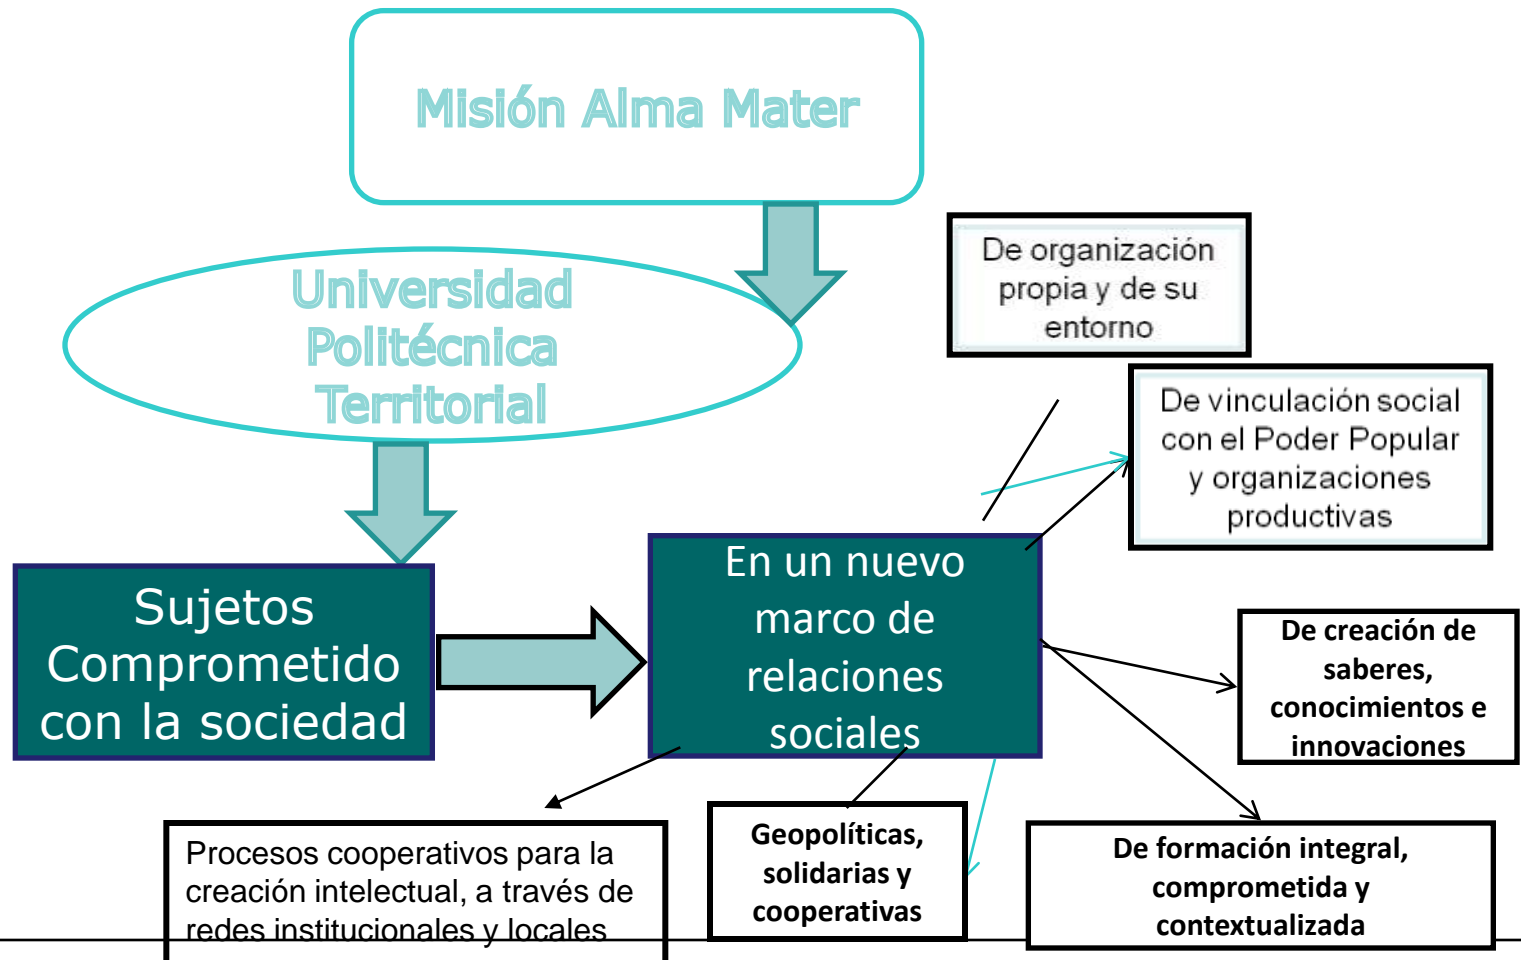 Misión Alma Mater
Universidad
Politécnica
Territorial
De organización
propia y de su
entorno
De vinculación social
con el Poder Popular
y organizaciones
productivas
Sujetos
Comprometido
con la sociedad
En un nuevo
marco de
relaciones
sociales
De creación de
saberes,
conocimientos e
innovaciones
Procesos cooperativos para la
creación intelectual, a través de
redes institucionales y locales
Geopolíticas,
solidarias y
cooperativas
De formación integral,
comprometida y
contextualizada